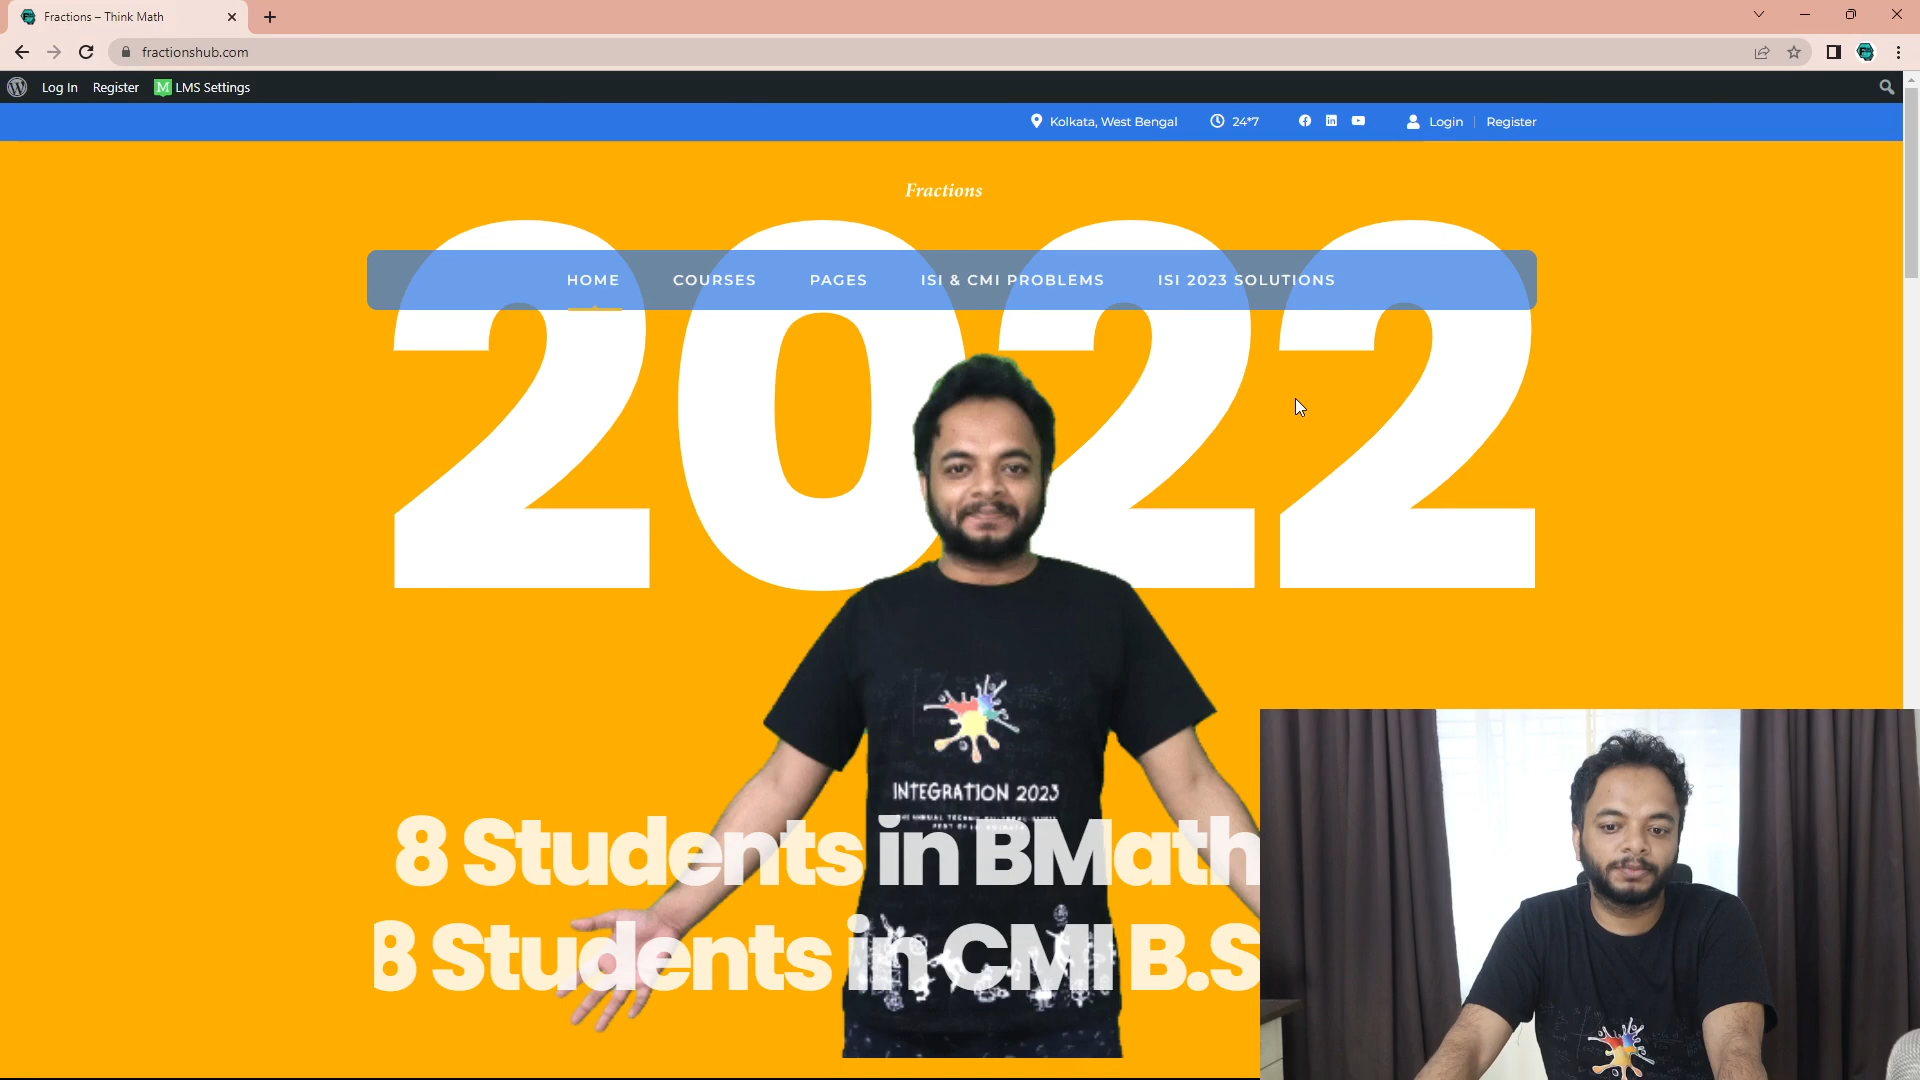 Fractions – Think Math
fractionshub.com
Log In Register M LMS Settings
Kolkata, West Bengal 24*7 Login Register
Fractions
2022
HOME COURSES PAGES ISI & CMI PROBLEMS ISI 2023 SOLUTIONS
INTEGRATION 2023
8 Students in BMath
8 Students in CMI B.S